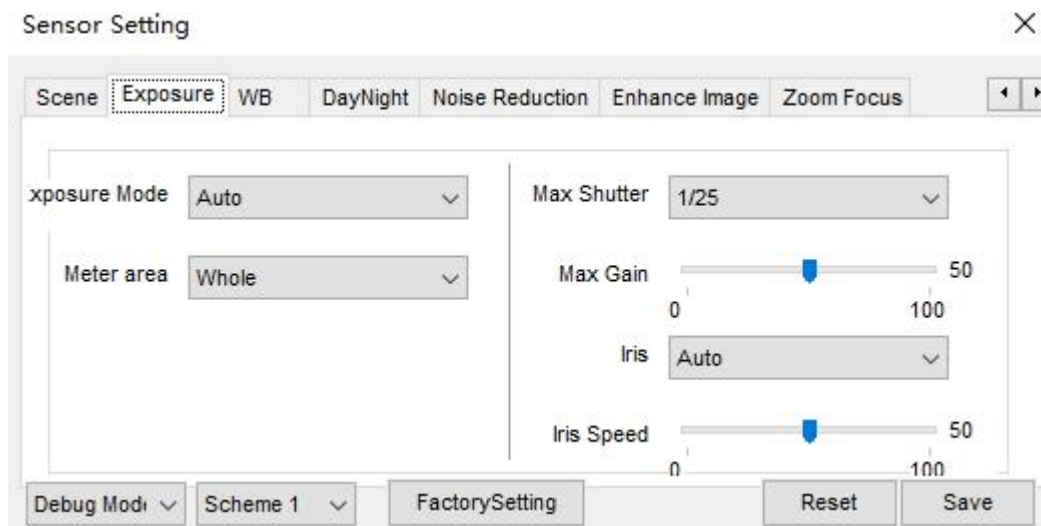 Sensor Setting
Scene Exposure WB DayNight Noise Reduction Enhance Image Zoom Focus
xposure Mode Auto Max Shutter 1/25
Meter area Whole Max Gain 50
0 100
Iris Auto
Iris Speed 50
0 100
Debug Mod Scheme 1 FactorySetting Reset Save